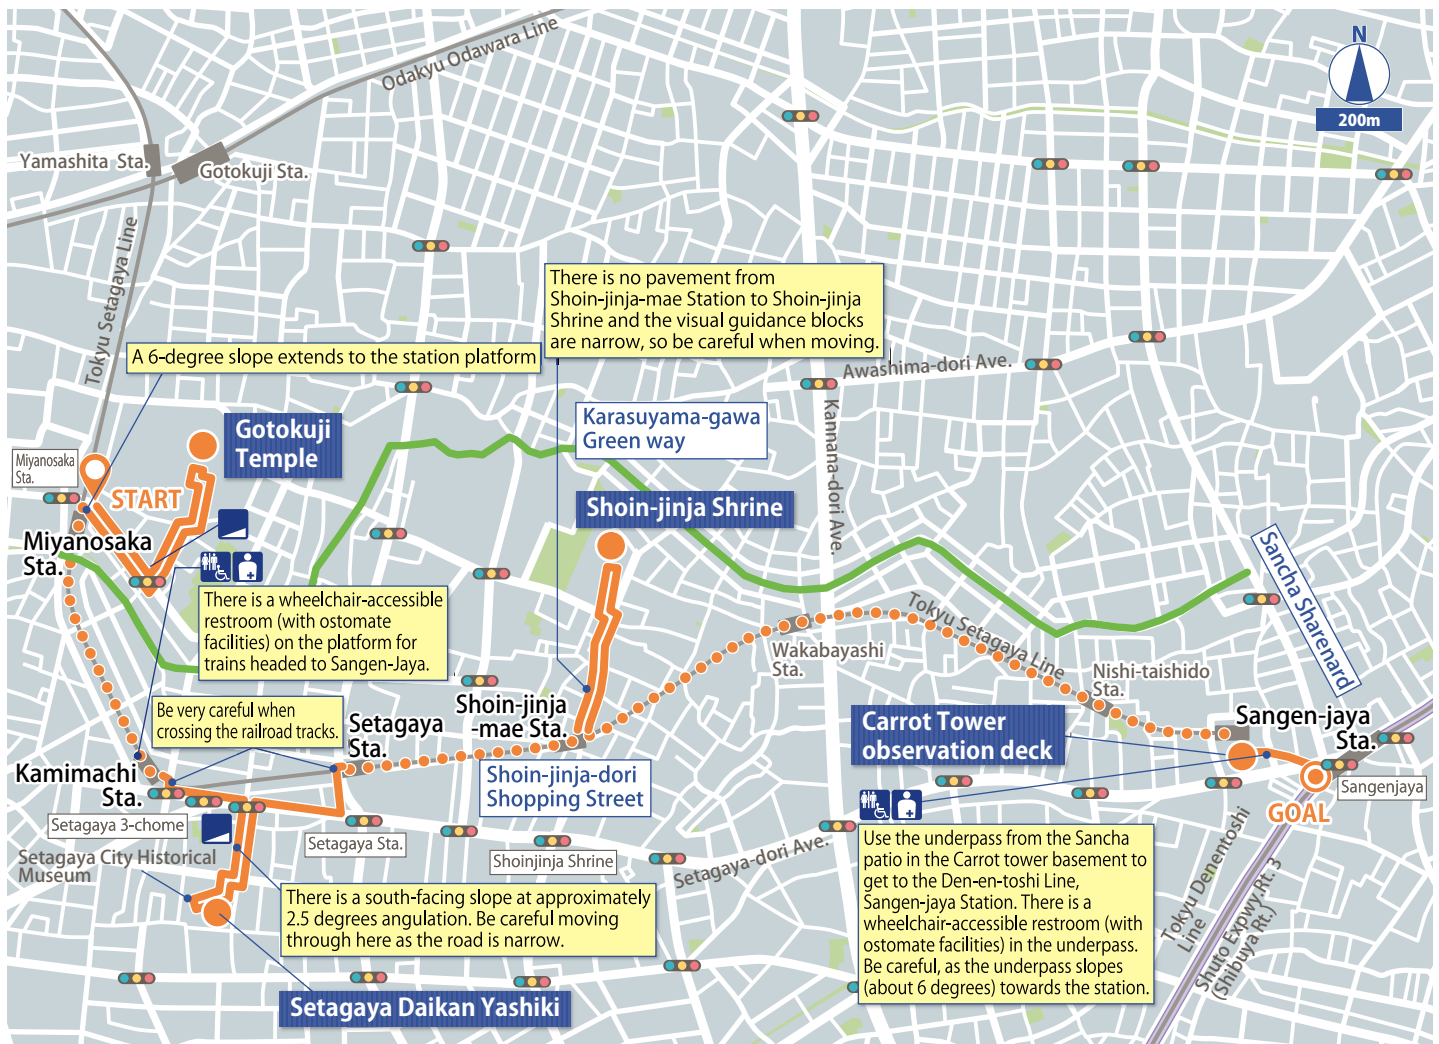 Odakyu Odawara Line
N
200m
Yamashita Sta.
Gotokuji Sta.
Tokyu Setagaya Line
There is no pavement from
Shoin-jinja-mae Station to Shoin-jinja
Shrine and the visual guidance blocks
are narrow, so be careful when moving.
A 6-degree slope extends to the station platform
Awashima-dori Ave.
Kannana-dori Ave.
Karasuyama-gawa
Green way
Gotokuji
Temple
Miyanosaka
Sta.
START
Shoin-jinja Shrine
Miyanosaka
Sta.
Sancha Sharenard
There is a wheelchair-accessible
restroom (with ostomate
facilities) on the platform for
trains headed to Sangen-Jaya.
Tokyu Setagaya Line
Wakabayashi
Sta.
Nishi-taishido
Sta.
Be very careful when
crossing the railroad tracks.
Setagaya
Sta.
Shoin-jinja
-mae Sta.
Carrot Tower
observation deck
Sangen-jaya
Sta.
Kamimachi
Sta.
Shoin-jinja-dori
Shopping Street
Sangenjaya
GOAL
Setagaya 3-chome
Setagaya Sta.
Shoinjinja Shrine
Setagaya-dori Ave.
Setagaya City Historical
Museum
Use the underpass from the Sancha
patio in the Carrot tower basement to
get to the Den-en-toshi Line,
Sangen-jaya Station. There is a
wheelchair-accessible restroom (with
ostomate facilities) in the underpass.
Be careful, as the underpass slopes
(about 6 degrees) towards the station.
Tokyu Denentoshi
Line
Shuto Expwy Rt. 3
(Shibuya Rt.)
There is a south-facing slope at approximately
2.5 degrees angulation. Be careful moving
through here as the road is narrow.
Setagaya Daikan Yashiki